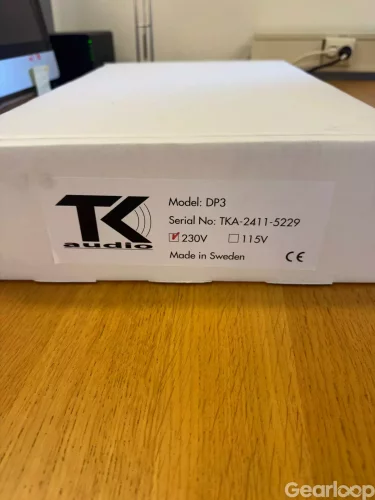 TK
audio
Model: DP3
Serial No: TKA-2411-5229
230V 115V
Made in Sweden CE
Gearloop